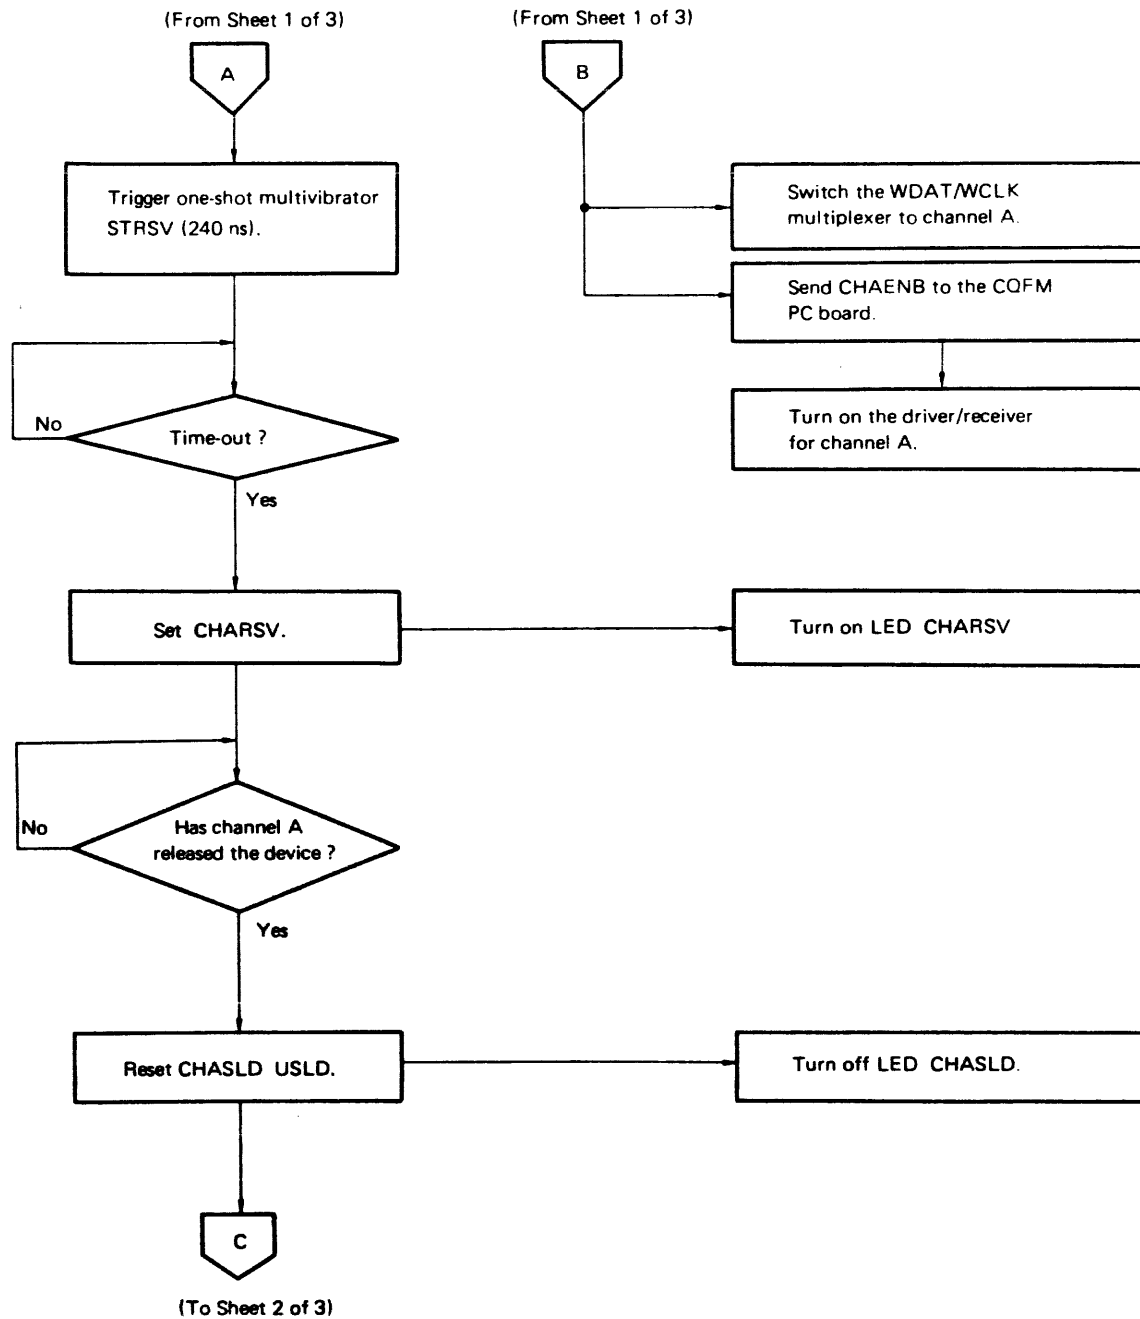 (From Sheet 1 of 3)
A
Trigger one-shot multivibrator
STRSV (240 ns).
No
Time-out ?
Yes
Set CHARSV.
No
Has channel A
released the device ?
Yes
Reset CHASLD USLD.
C
(To Sheet 2 of 3)
(From Sheet 1 of 3)
B
Switch the WDAT/WCLK
multiplexer to channel A.
Send CHAENB to the CQFM
PC board.
Turn on the driver/receiver
for channel A.
Turn on LED CHARSV
Turn off LED CHASLD.